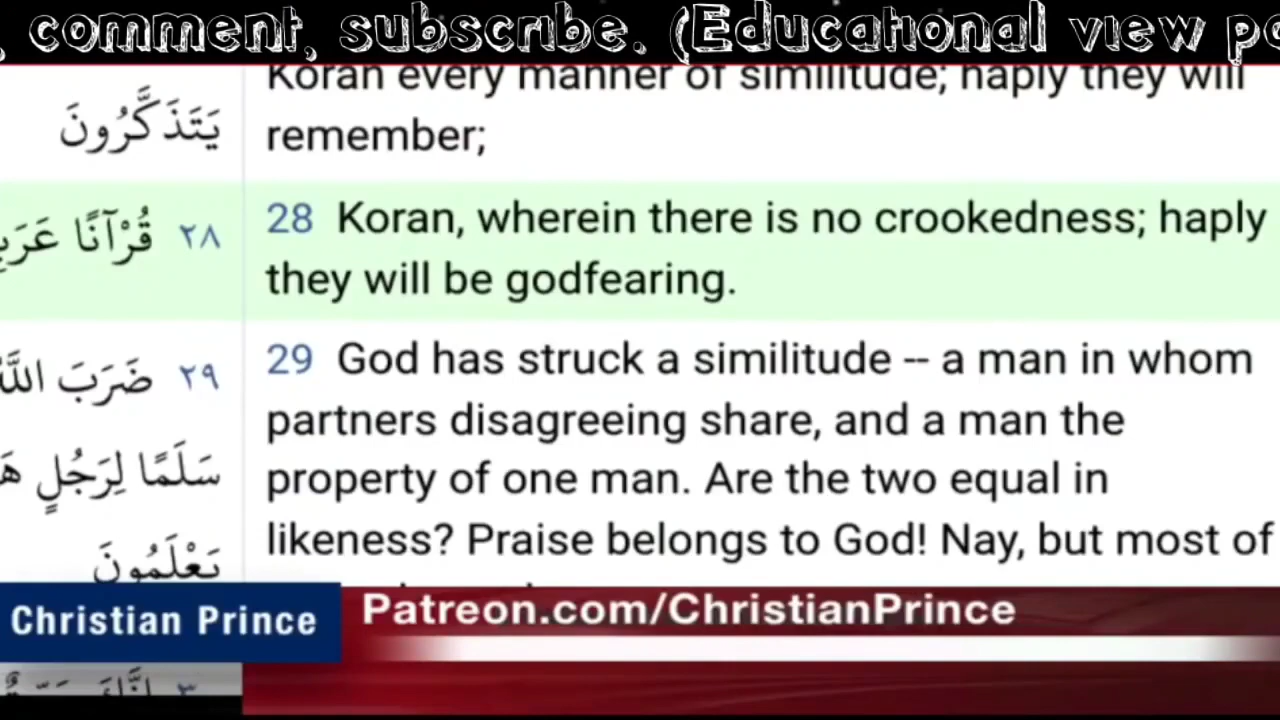 comment, subscribe. (Educational view
Koran every manner of similitude; haply they will
remember;
يَتَذَكَّرُونَ
28 Koran, wherein there is no crookedness; haply
they will be godfearing.
٢٨ قُرْآنًا
29 God has struck a similitude -- a man in whom
partners disagreeing share, and a man the
property of one man. Are the two equal in
likeness? Praise belongs to God! Nay, but most of
٢٩ ضَرَبَ اللَّهُ
سَلَمًا لِرَجُلٍ
يَعْلَمُونَ
Christian Prince
Patreon.com/ChristianPrince